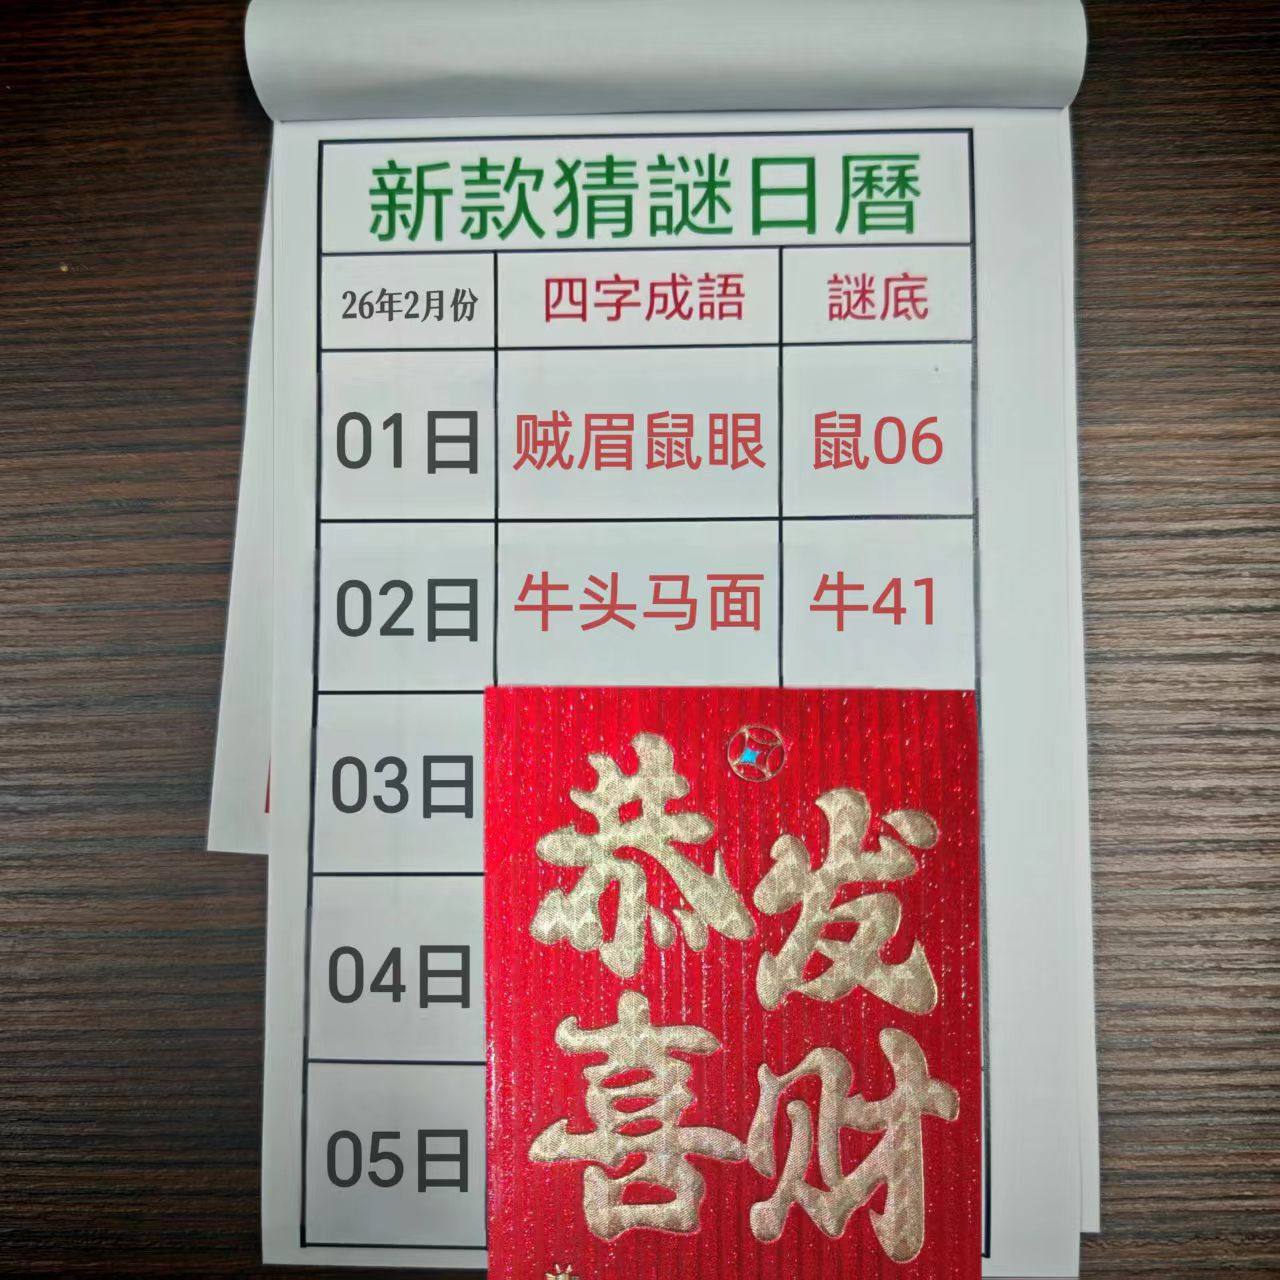 新款猜謎日曆
26年2月份 四字成語 謎底
01日 贼眉鼠眼 鼠06
02日 牛头马面 牛41
03日
04日
05日
恭喜
发财